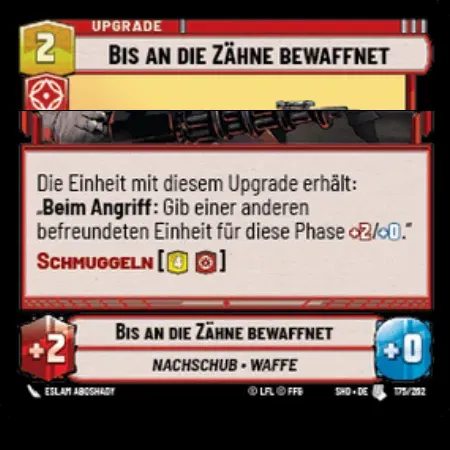 UPGRADE
2
BIS AN DIE ZÄHNE BEWAFFNET
Die Einheit mit diesem Upgrade erhält:
„Beim Angriff: Gib einer anderen
befreundeten Einheit für diese Phase +2/+0.“
SCHMUGGELN [4 ]
BIS AN DIE ZÄHNE BEWAFFNET
+2
+0
NACHSCHUB • WAFFE
ESLAM ABOSHADY
© LFL © FFG
SHD • DE
175/262